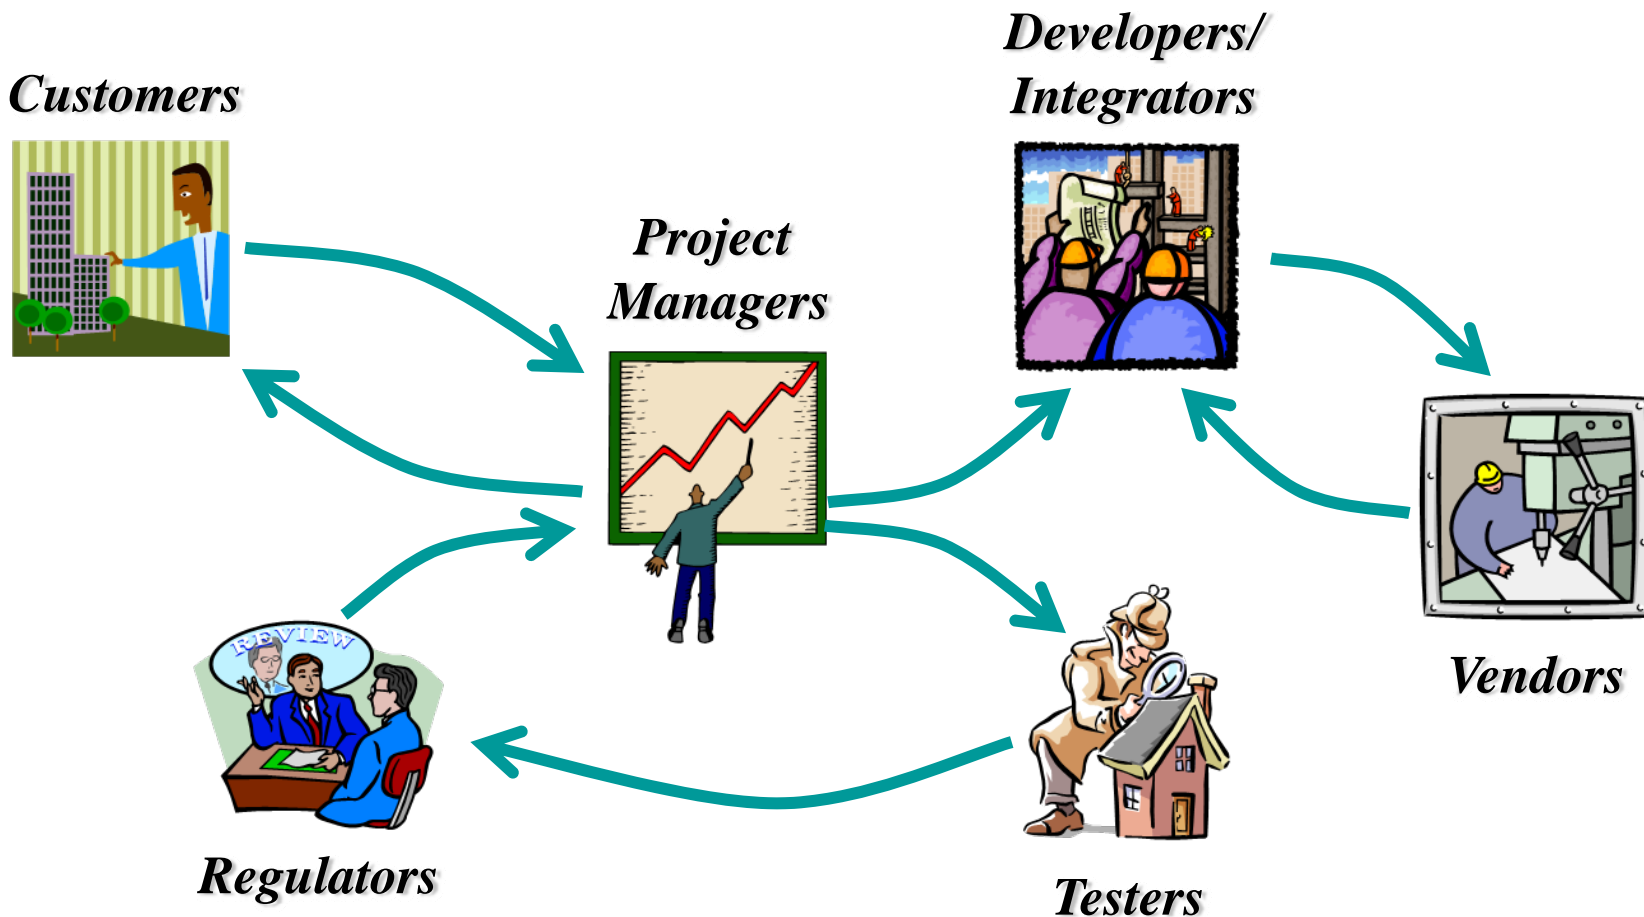 Developers/
Integrators
Customers
Project
Managers
REVIEW
Vendors
Regulators
Testers